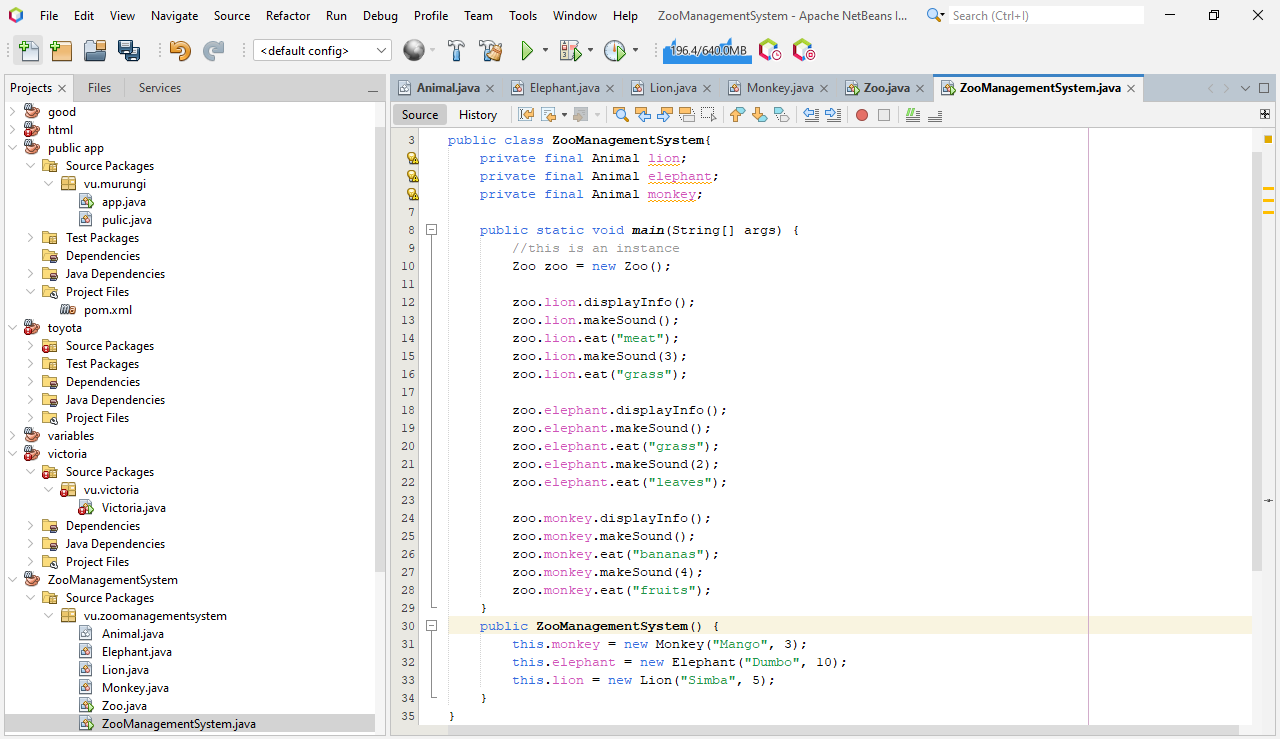 File Edit View Navigate Source Refactor Run Debug Profile Team Tools Window Help ZooManagementSystem - Apache NetBeans I... Search (Ctrl+I)
<default config> 196.4/640.0MB
Projects Files Services
good
html
public app
Source Packages
vu.murungi
app.java
pulic.java
Test Packages
Dependencies
Java Dependencies
Project Files
pom.xml
toyota
Source Packages
Test Packages
Dependencies
Java Dependencies
Project Files
variables
victoria
Source Packages
vu.victoria
Victoria.java
Dependencies
Java Dependencies
Project Files
ZooManagementSystem
Source Packages
vu.zoomanagementsystem
Animal.java
Elephant.java
Lion.java
Monkey.java
Zoo.java
ZooManagementSystem.java
Animal.java Elephant.java Lion.java Monkey.java Zoo.java ZooManagementSystem.java
Source History
3 public class ZooManagementSystem{
private final Animal lion;
private final Animal elephant;
private final Animal monkey;
7
8 public static void main(String[] args) {
9 //this is an instance
10 Zoo zoo = new Zoo();
11
12 zoo.lion.displayInfo();
13 zoo.lion.makeSound();
14 zoo.lion.eat("meat");
15 zoo.lion.makeSound(3);
16 zoo.lion.eat("grass");
17
18 zoo.elephant.displayInfo();
19 zoo.elephant.makeSound();
20 zoo.elephant.eat("grass");
21 zoo.elephant.makeSound(2);
22 zoo.elephant.eat("leaves");
23
24 zoo.monkey.displayInfo();
25 zoo.monkey.makeSound();
26 zoo.monkey.eat("bananas");
27 zoo.monkey.makeSound(4);
28 zoo.monkey.eat("fruits");
29 }
30 public ZooManagementSystem() {
31 this.monkey = new Monkey("Mango", 3);
32 this.elephant = new Elephant("Dumbo", 10);
33 this.lion = new Lion("Simba", 5);
34 }
35 }